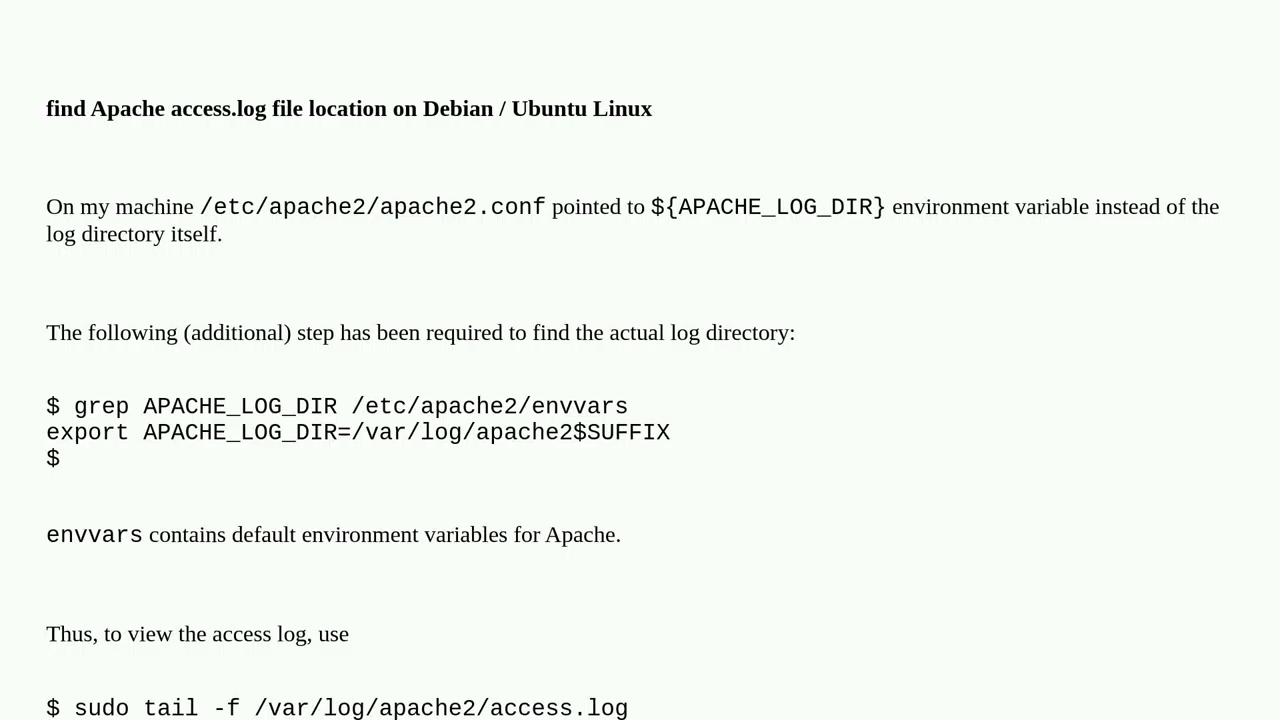 find Apache access.log file location on Debian / Ubuntu Linux
On my machine /etc/apache2/apache2.conf pointed to ${APACHE_LOG_DIR} environment variable instead of the
log directory itself.
The following (additional) step has been required to find the actual log directory:
$ grep APACHE_LOG_DIR /etc/apache2/envvars
export APACHE_LOG_DIR=/var/log/apache2$SUFFIX
$
envvars contains default environment variables for Apache.
Thus, to view the access log, use
$ sudo tail -f /var/log/apache2/access.log